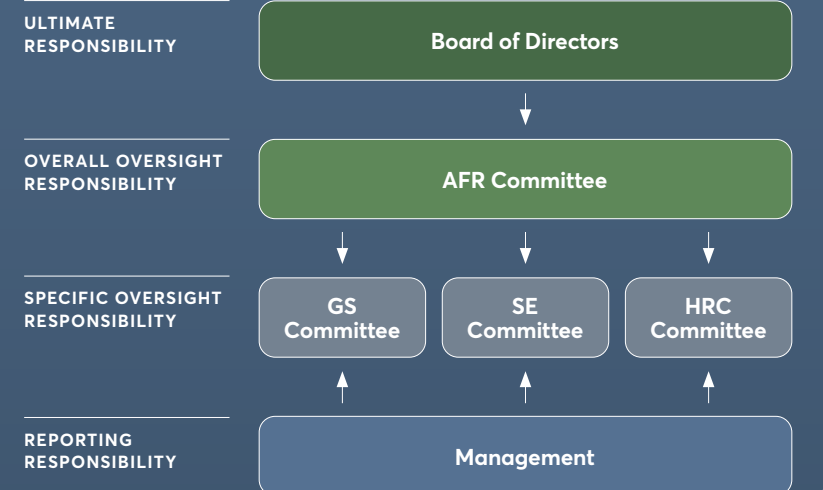 ULTIMATE
RESPONSIBILITY
Board of Directors
OVERALL OVERSIGHT
RESPONSIBILITY
AFR Committee
SPECIFIC OVERSIGHT
RESPONSIBILITY
GS
Committee
SE
Committee
HRC
Committee
REPORTING
RESPONSIBILITY
Management